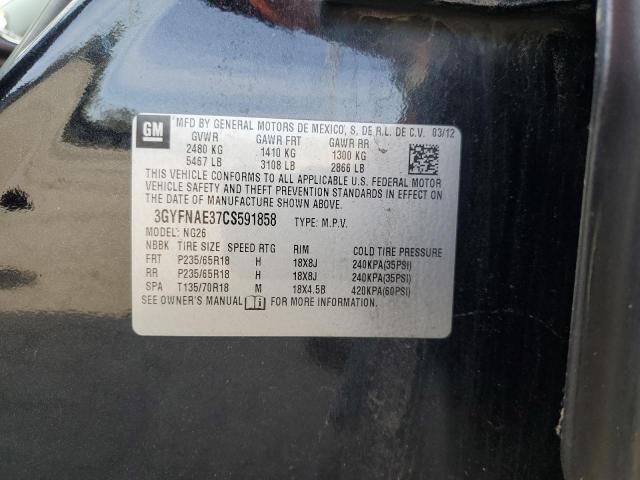 GM MFD BY GENERAL MOTORS DE MEXICO, S. DE R.L. DE C.V. 03/12
GVWR GAWR FRT GAWR RR
2480 KG 1410 KG 1300 KG
5467 LB 3108 LB 2866 LB
THIS VEHICLE CONFORMS TO ALL APPLICABLE U.S. FEDERAL MOTOR
VEHICLE SAFETY AND THEFT PREVENTION STANDARDS IN EFFECT ON
THE DATE OF MANUFACTURE SHOWN ABOVE.
3GYFNAE37CS591858 TYPE: M.P.V.
MODEL: NG26
NBBK TIRE SIZE SPEED RTG RIM COLD TIRE PRESSURE
FRT P235/65R18 H 18X8J 240KPA(35PSI)
RR P235/65R18 H 18X8J 240KPA(35PSI)
SPA T135/70R18 M 18X4.5B 420KPA(60PSI)
SEE OWNER'S MANUAL FOR MORE INFORMATION.